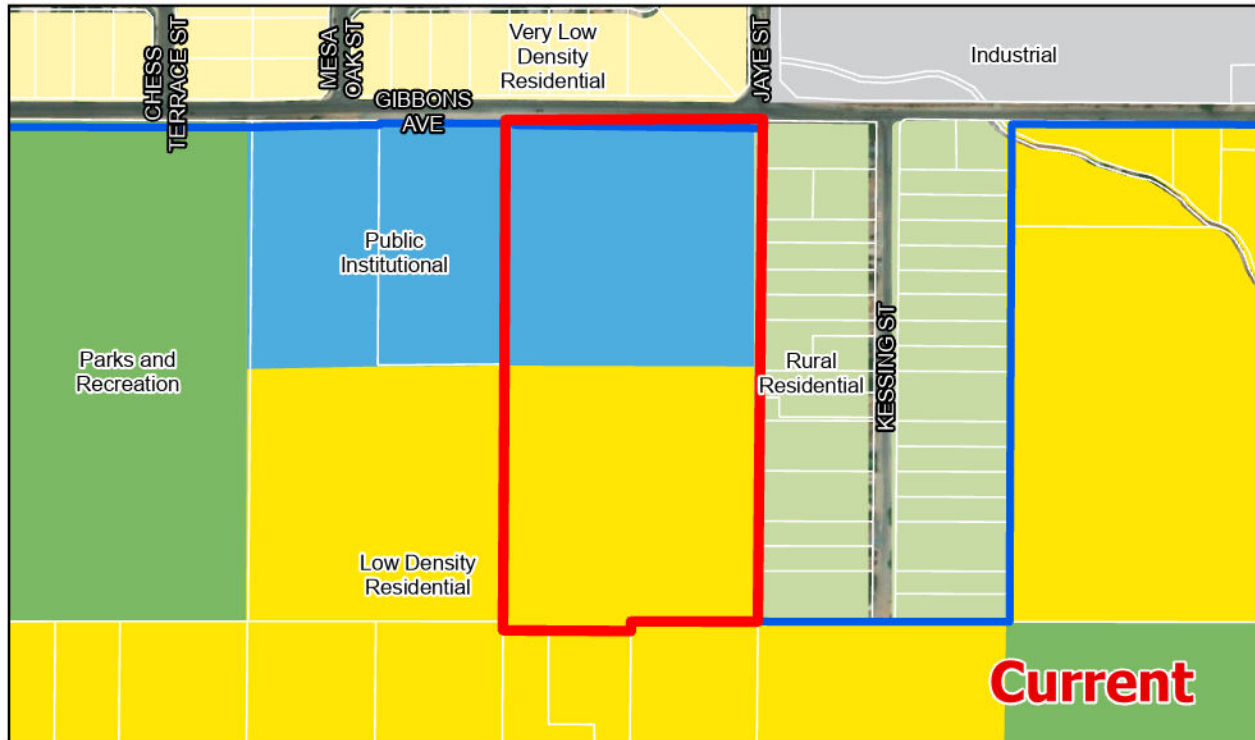 CHESS
TERRACE ST
MESA
OAK ST
Very Low
Density
Residential
JAYE ST
Industrial
GIBBONS
AVE
Public
Institutional
Parks and
Recreation
Rural
Residential
KESSING ST
Low Density
Residential
Current